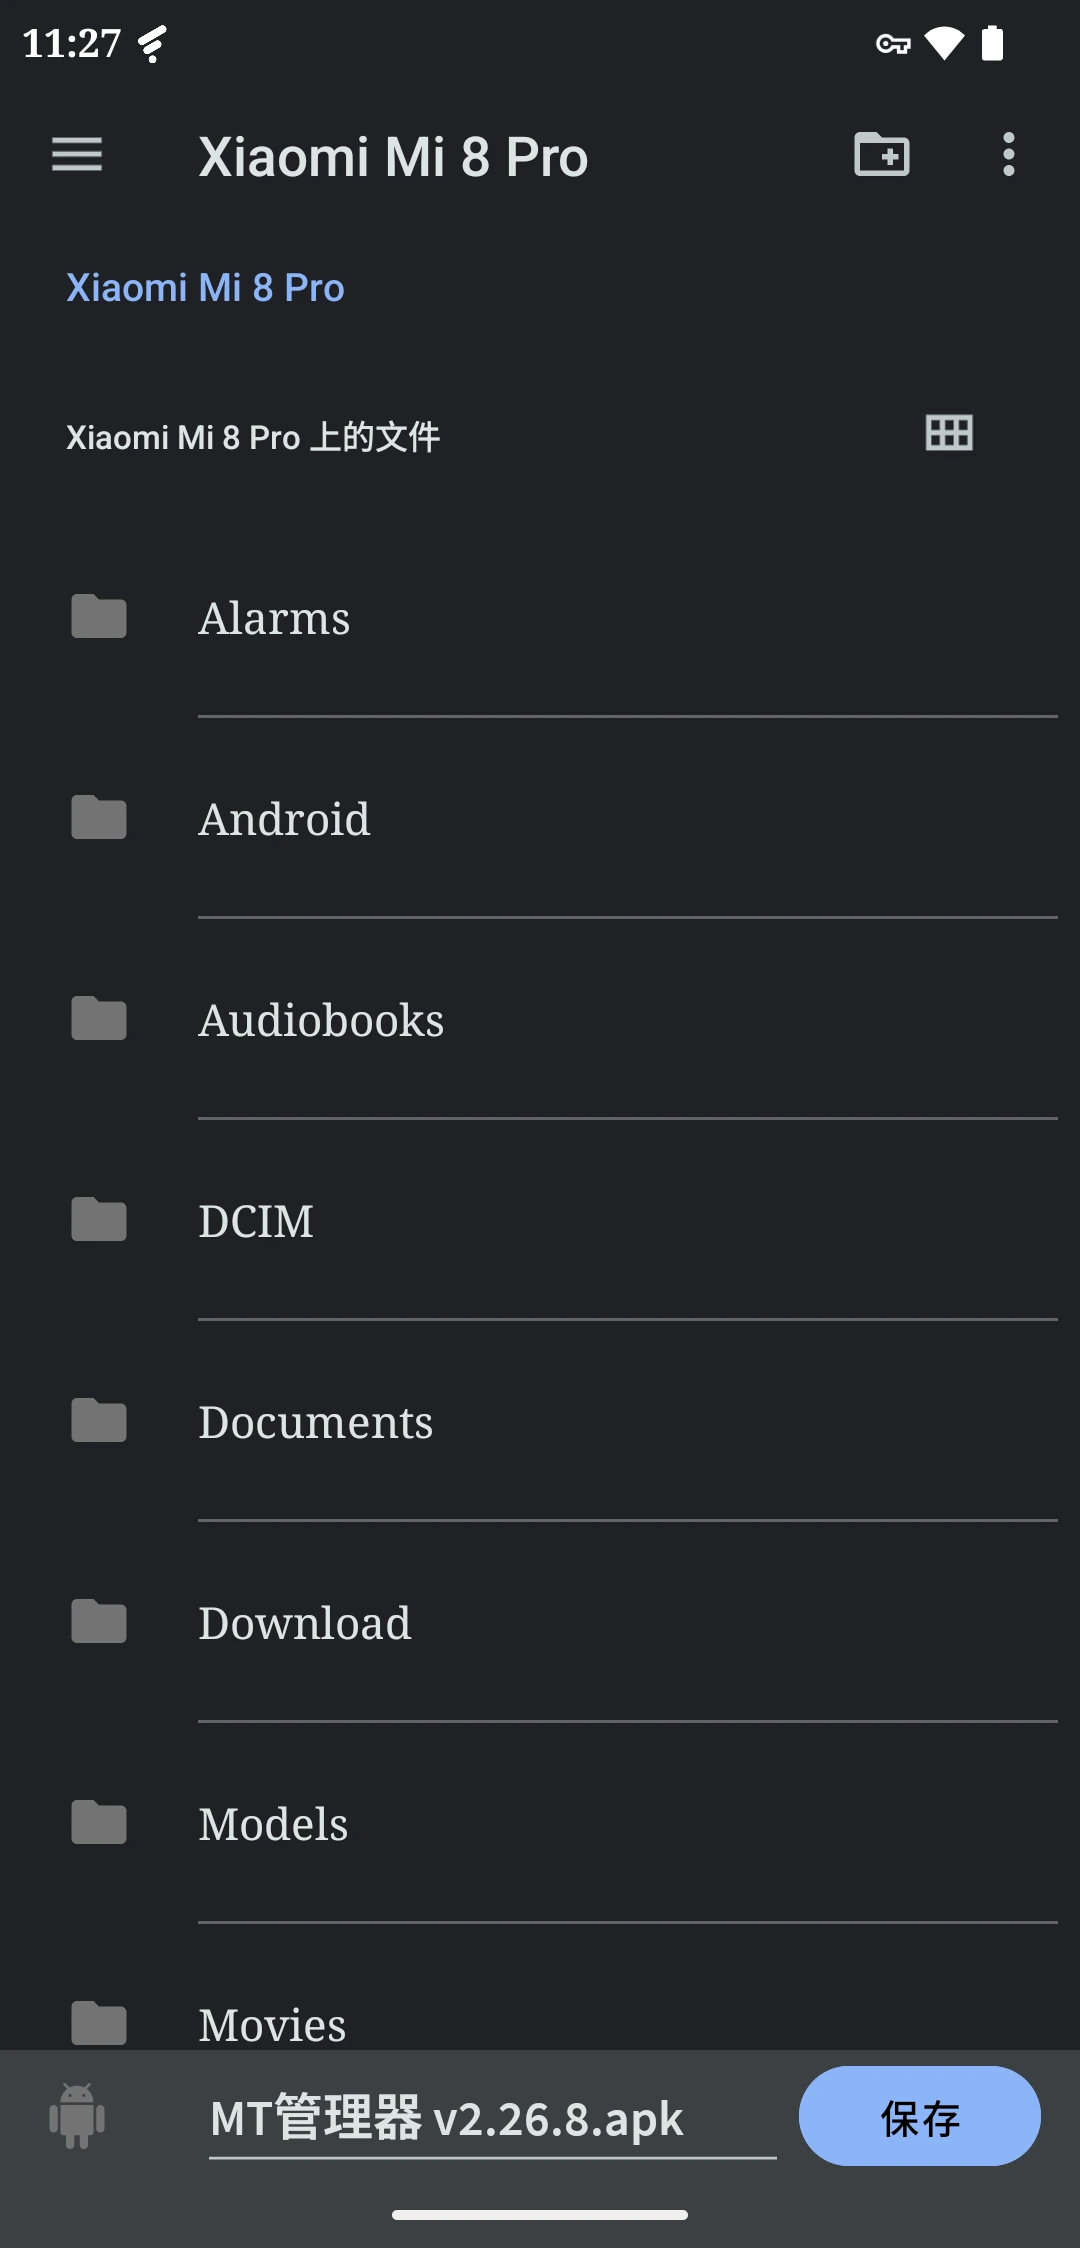 11:27
Xiaomi Mi 8 Pro
Xiaomi Mi 8 Pro
Xiaomi Mi 8 Pro 上的文件
Alarms
Android
Audiobooks
DCIM
Documents
Download
Models
Movies
MT管理器 v2.26.8.apk
保存